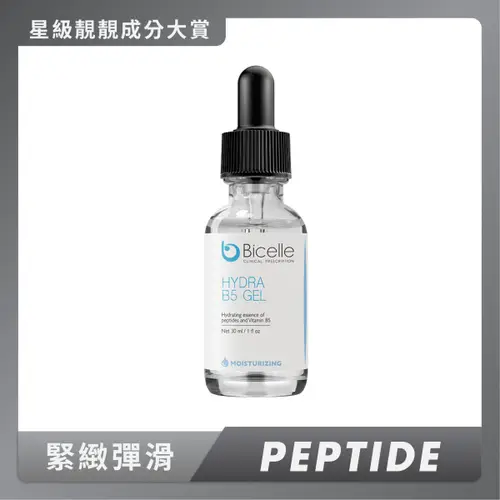 星級靚靚成分大賞
Bicelle
CLINICAL PRESCRIPTION
HYDRA
B5 GEL
Hydrating essence of
peptides and Vitamin B5
Net 30 ml / 1 fl oz
MOISTURIZING
緊緻彈滑
PEPTIDE